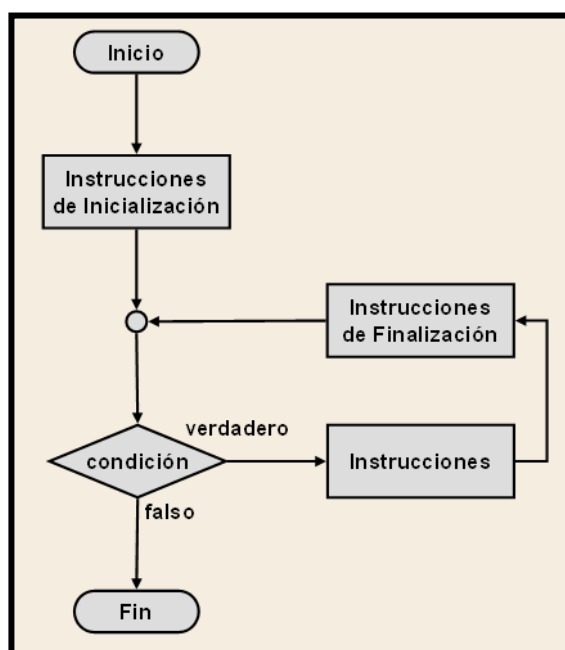 Inicio
Instrucciones
de Inicialización
Instrucciones
de Finalización
verdadero
condición
Instrucciones
falso
Fin